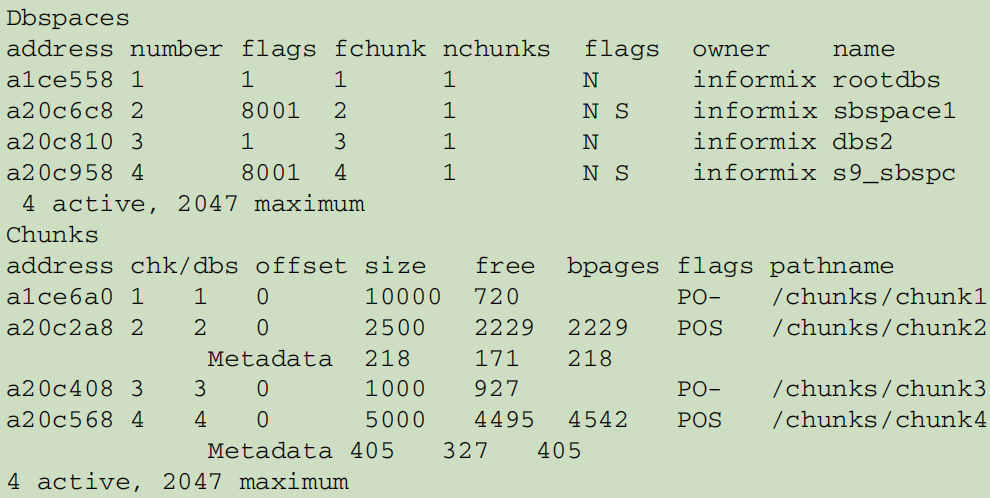 Dbspaces
address number flags fchunk nchunks flags owner name
a1ce558 1 1 1 1 N informix rootdbs
a20c6c8 2 8001 2 1 N S informix sbspace1
a20c810 3 1 3 1 N informix dbs2
a20c958 4 8001 4 1 N S informix s9_sbspc
4 active, 2047 maximum
Chunks
address chk/dbs offset size free bpages flags pathname
a1ce6a0 1 1 0 10000 720 PO- /chunks/chunk1
a20c2a8 2 2 0 2500 2229 2229 POS /chunks/chunk2
Metadata 218 171 218
a20c408 3 3 0 1000 927 PO- /chunks/chunk3
a20c568 4 4 0 5000 4495 4542 POS /chunks/chunk4
Metadata 405 327 405
4 active, 2047 maximum